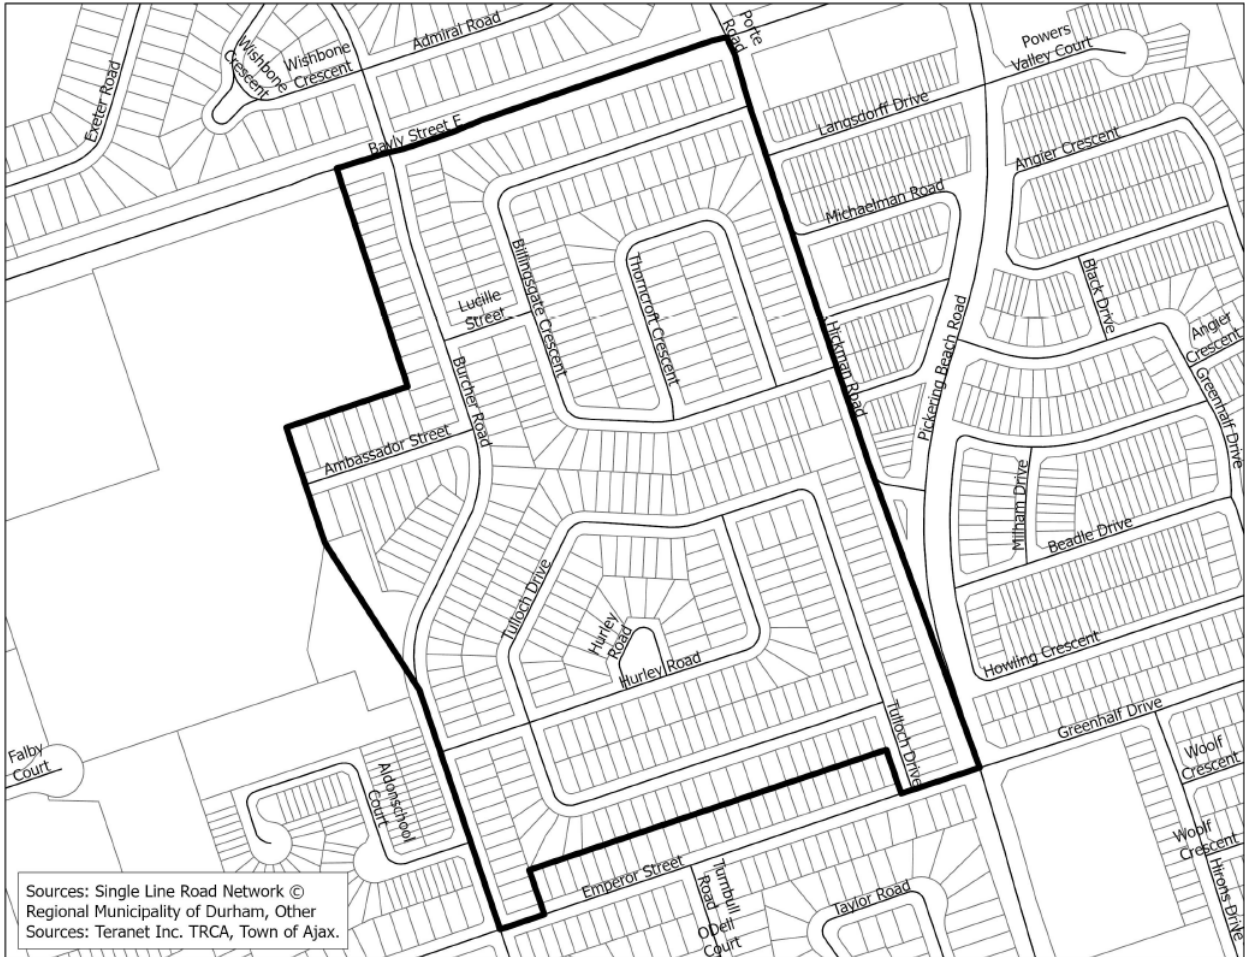 Porte
Road
Admiral Road
Wishbone
Crescent
Wishbone
Crescent
Exeter Road
Bayly Street E
Powers
Valley Court
Langsdorff Drive
Angier Crescent
Michaelman Road
Billingsgate Crescent
Thorncroft Crescent
Lucille
Street
Black Drive
Angier
Crescent
Hickman Road
Pickering Beach Road
Burcher Road
Greenhalf Drive
Ambassador Street
Milham Drive
Beadle Drive
Tulloch Drive
Hurley
Road
Hurley Road
Howling Crescent
Greenhalf Drive
Tulloch Drive
Falby
Court
Woolf
Crescent
Aldonschool
Court
Woolf
Crescent
Emperor Street
Turnbull
Road
Taylor Road
Hirons Drive
ODell
Court
Sources: Single Line Road Network ©
Regional Municipality of Durham, Other
Sources: Teranet Inc. TRCA, Town of Ajax.